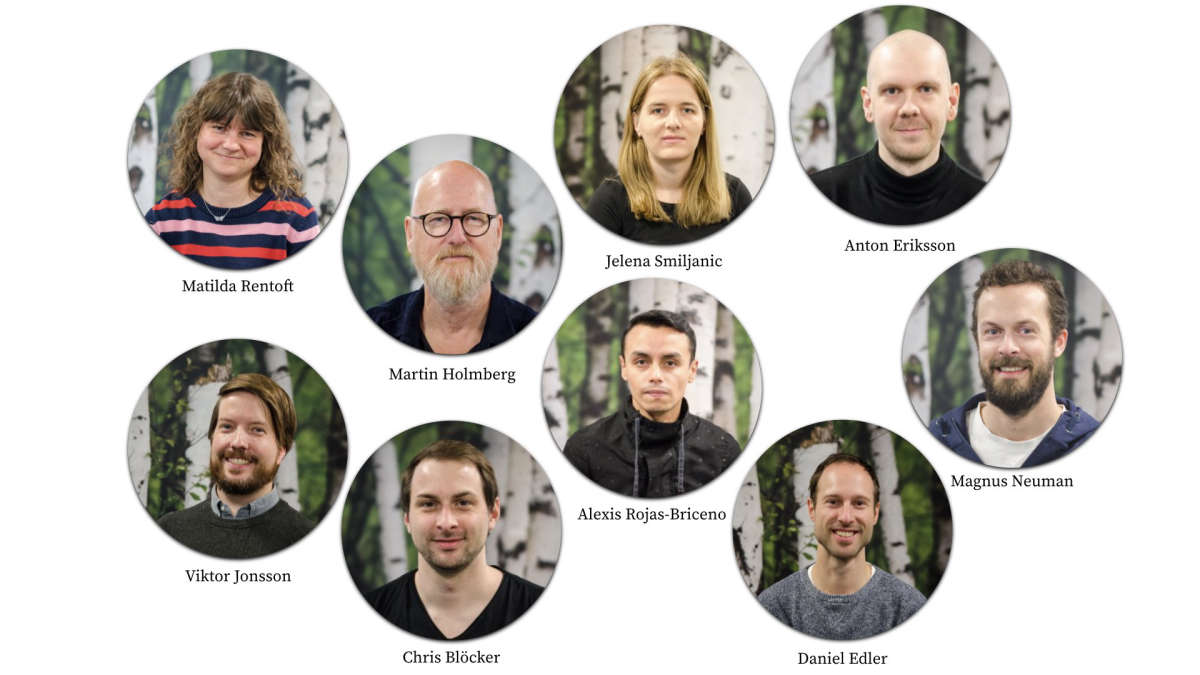 Anton Eriksson
Jelena Smiljanic
Matilda Rentoft
Martin Holmberg
Magnus Neuman
Alexis Rojas-Briceno
Viktor Jonsson
Chris Blöcker
Daniel Edler